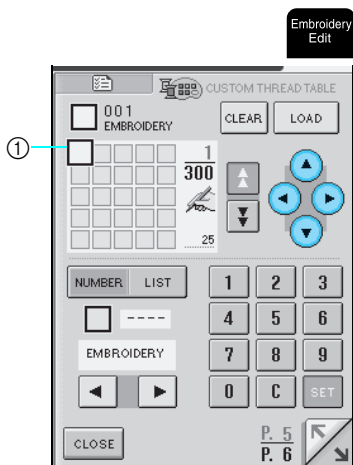 Embroidery
Edit
CUSTOM THREAD TABLE
001
EMBROIDERY
CLEAR
LOAD
1
1
300
25
NUMBER
LIST
1
2
3
----
4
5
6
EMBROIDERY
7
8
9
0
C
SET
CLOSE
P. 5
P. 6